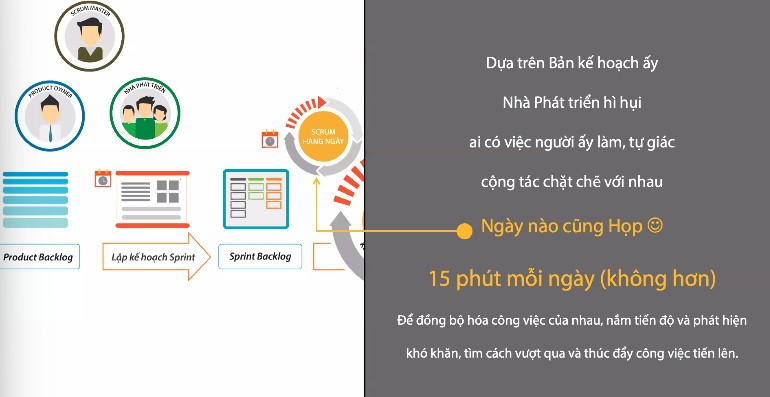 SCRUM MASTER
PRODUCT OWNER
NHÀ PHÁT TRIỂN
SCRUM
HÀNG NGÀY
Product Backlog
Lập kế hoạch Sprint
Sprint Backlog
Dựa trên Bản kế hoạch ấy
Nhà Phát triển hì hụi
ai có việc người ấy làm, tự giác
cộng tác chặt chẽ với nhau
Ngày nào cũng Họp ☺
15 phút mỗi ngày (không hơn)
Để đồng bộ hóa công việc của nhau, nắm tiến độ và phát hiện
khó khăn, tìm cách vượt qua và thúc đẩy công việc tiến lên.